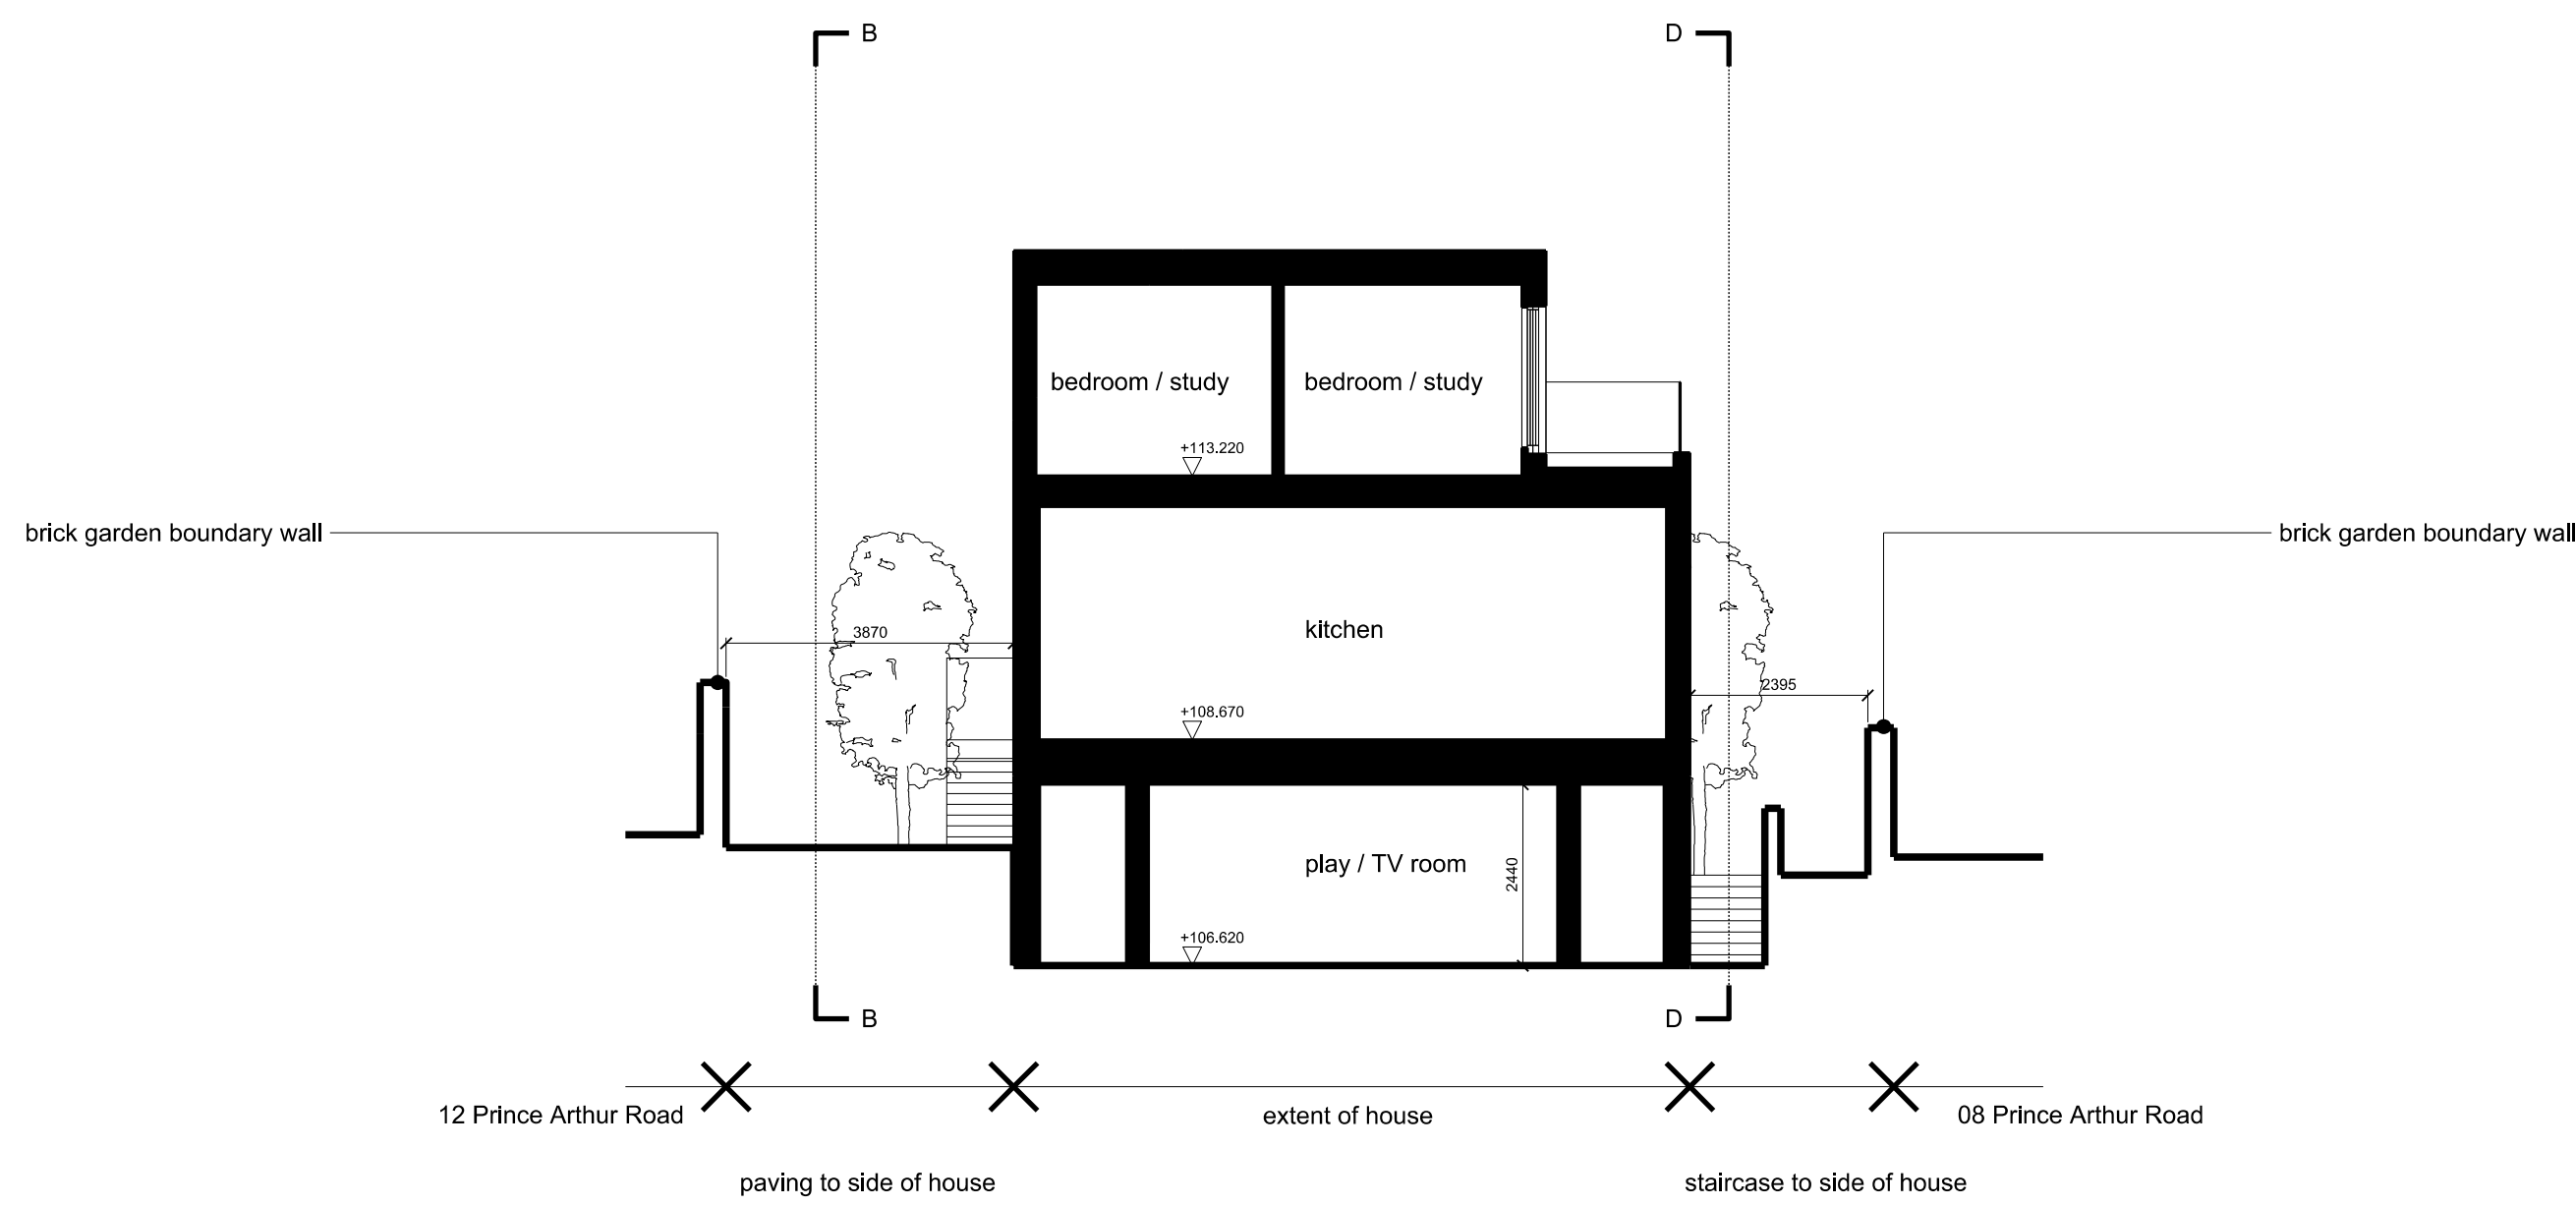 B
D
bedroom / study
bedroom / study
+113.220
brick garden boundary wall
brick garden boundary wall
3870
kitchen
2395
+108.670
play / TV room
2440
+106.620
B
D
12 Prince Arthur Road
extent of house
08 Prince Arthur Road
paving to side of house
staircase to side of house